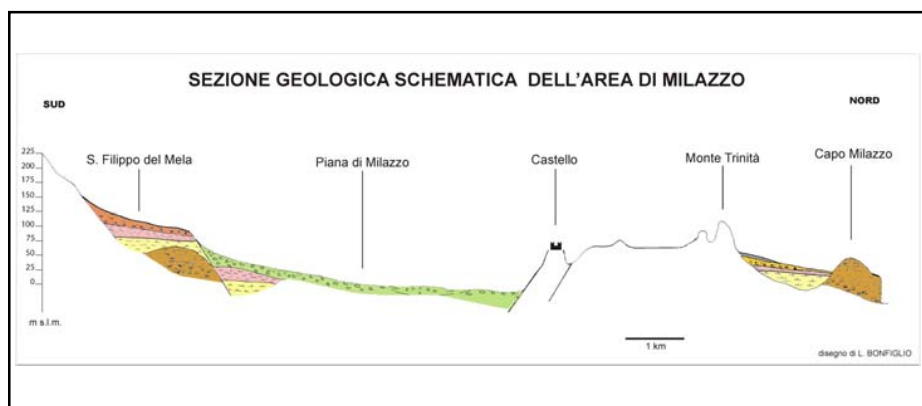 SEZIONE GEOLOGICA SCHEMATICA DELL'AREA DI MILAZZO
SUD
NORD
S. Filippo del Mela
Piana di Milazzo
Castello
Monte Trinità
Capo Milazzo
225
200
175
150
125
100
75
50
25
0
m s.l.m.
1 km
disegno di L. BONFIGLIO